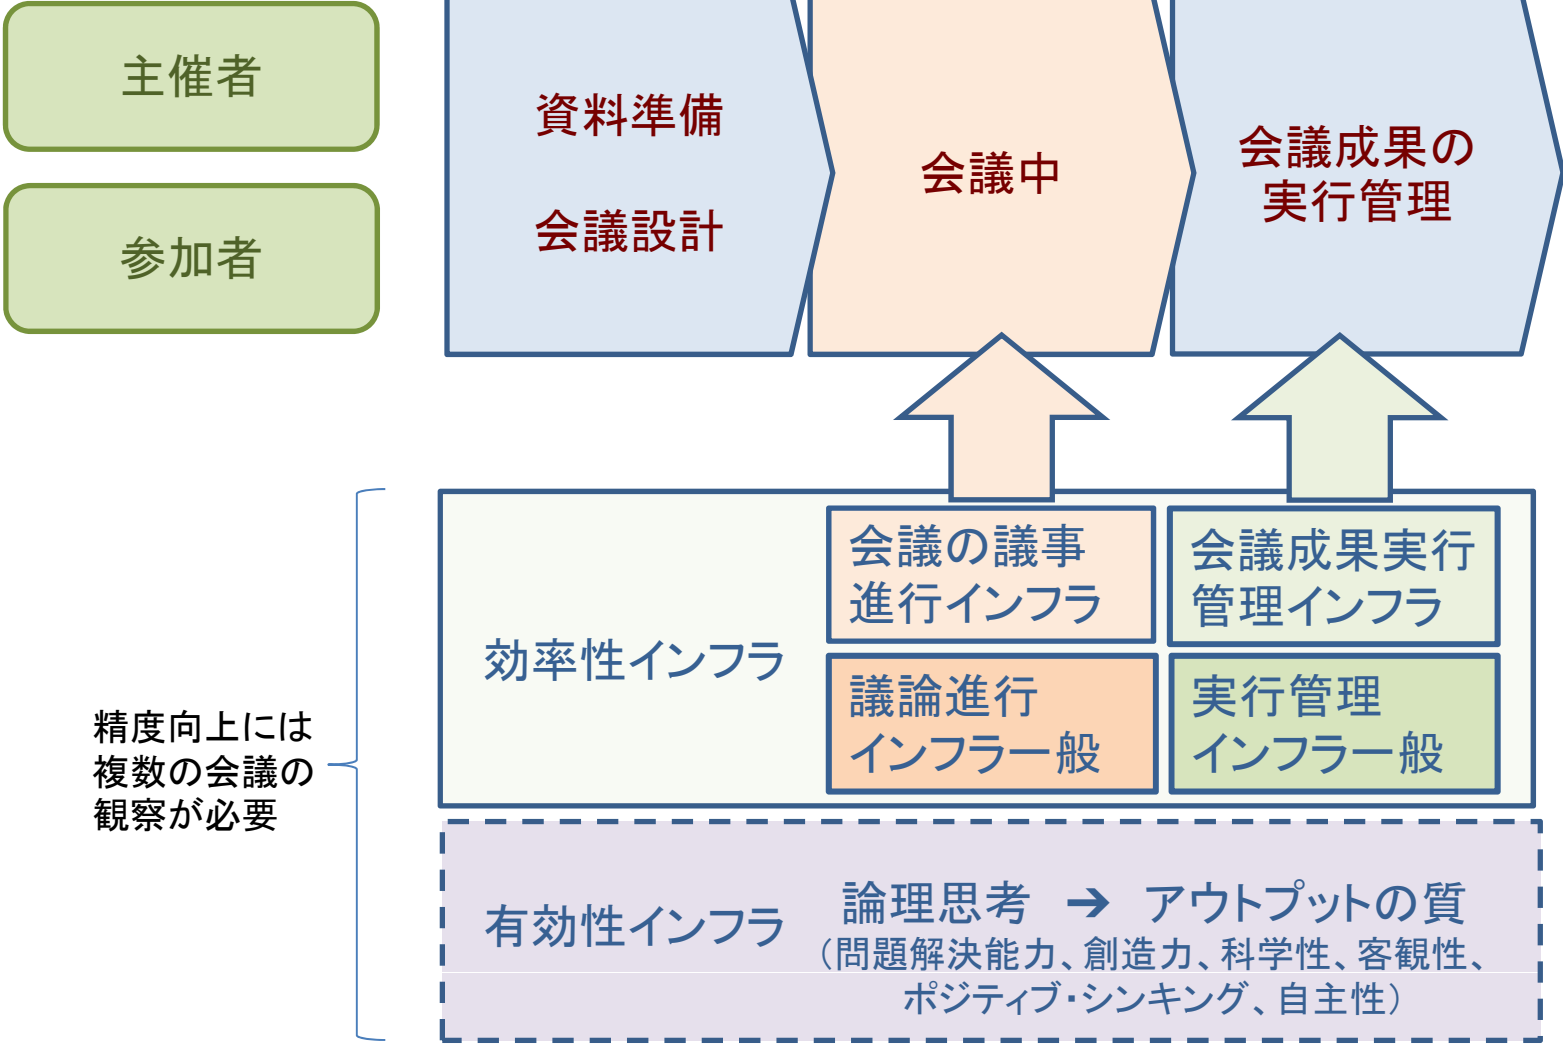 主催者
参加者
資料準備
会議設計
会議中
会議成果の
実行管理
精度向上には
複数の会議の
観察が必要
効率性インフラ
会議の議事
進行インフラ
会議成果実行
管理インフラ
議論進行
インフラ一般
実行管理
インフラ一般
有効性インフラ
論理思考 ➔ アウトプットの質
（問題解決能力、創造力、科学性、客観性、
ポジティブ・シンキング、自主性）